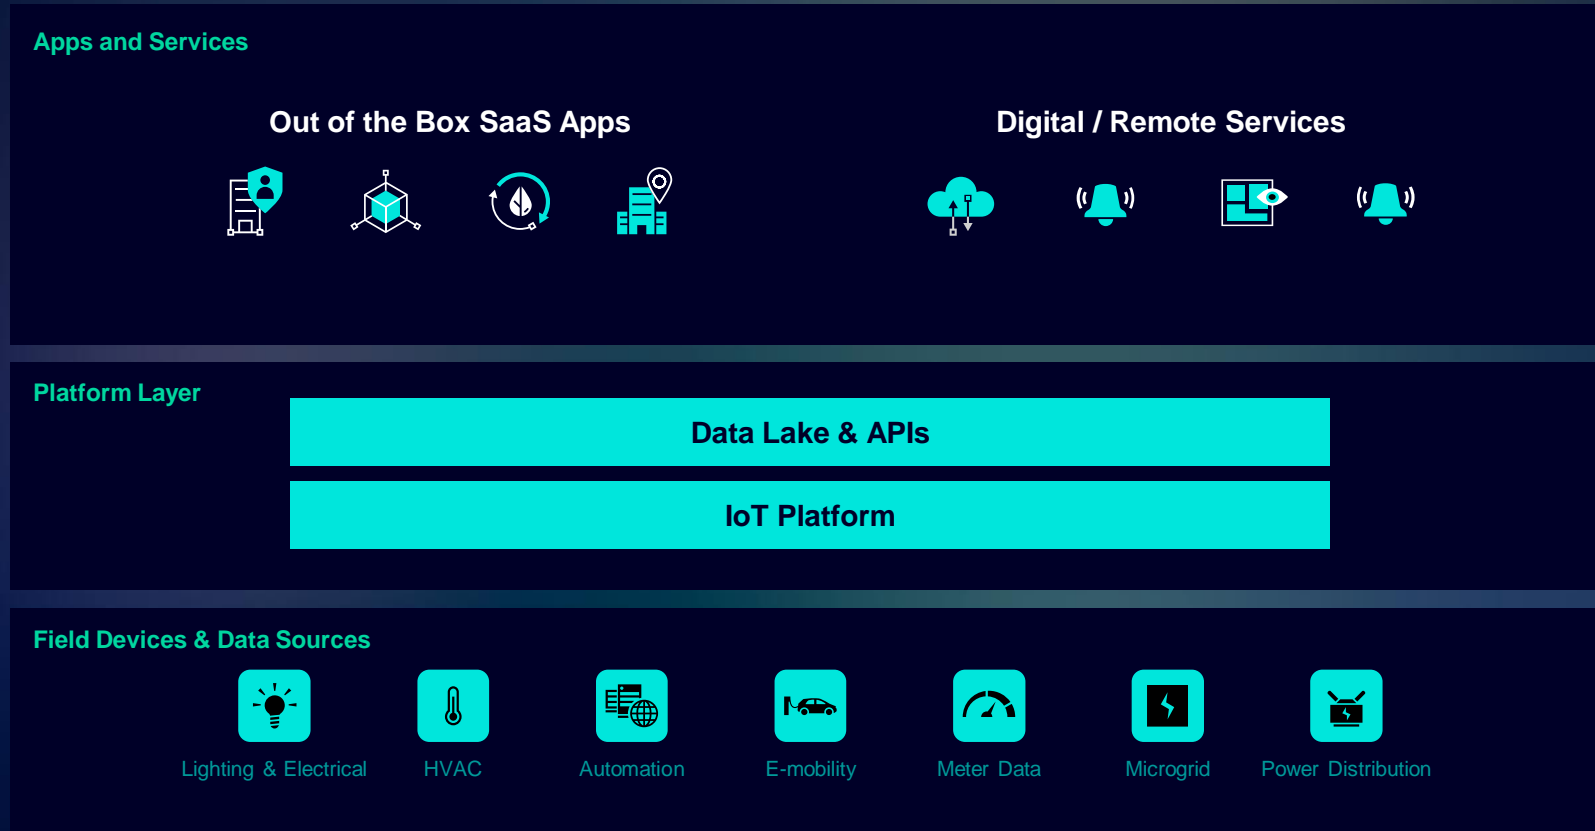 Apps and Services
Out of the Box SaaS Apps
Digital / Remote Services
Platform Layer
Data Lake & APIs
IoT Platform
Field Devices & Data Sources
Lighting & Electrical
HVAC
Automation
E-mobility
Meter Data
Microgrid
Power Distribution